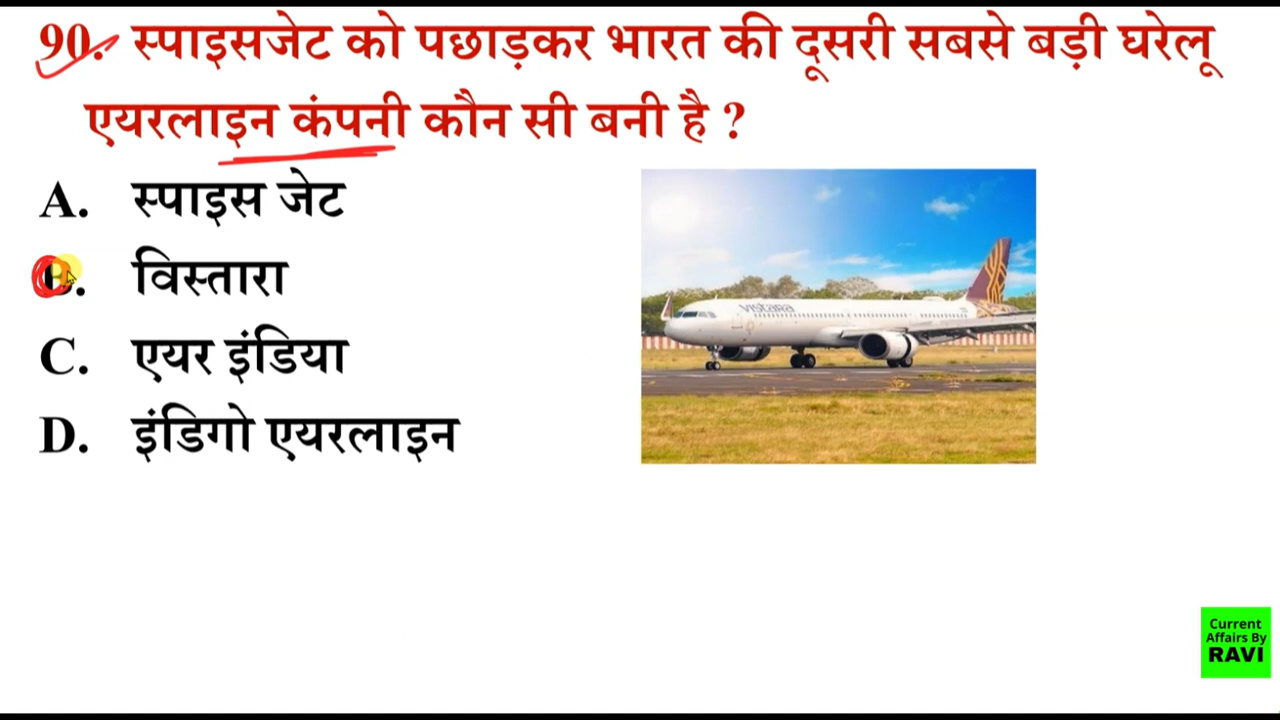 90. स्पाइसजेट को पछाड़कर भारत की दूसरी सबसे बड़ी घरेलू
एयरलाइन कंपनी कौन सी बनी है ?
A. स्पाइस जेट
B. विस्तारा
C. एयर इंडिया
D. इंडिगो एयरलाइन
vistara
Current
Affairs By
RAVI